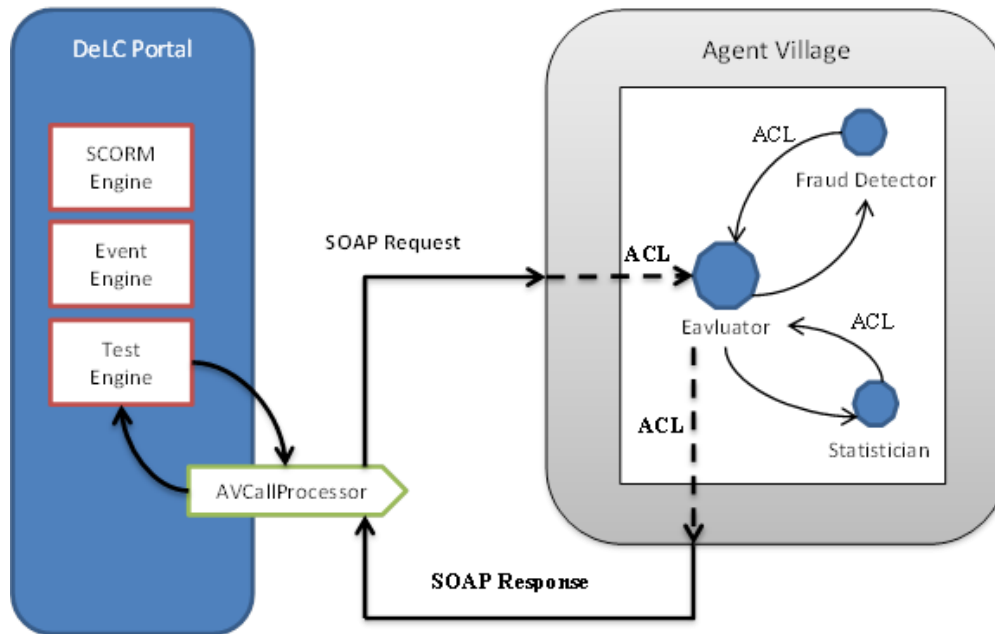 DeLC Portal
SCORM
Engine
Event
Engine
Test
Engine
AVCallProcessor
SOAP Request
SOAP Response
Agent Village
ACL
Fraud Detector
ACL
Eavluator
ACL
ACL
Statistician